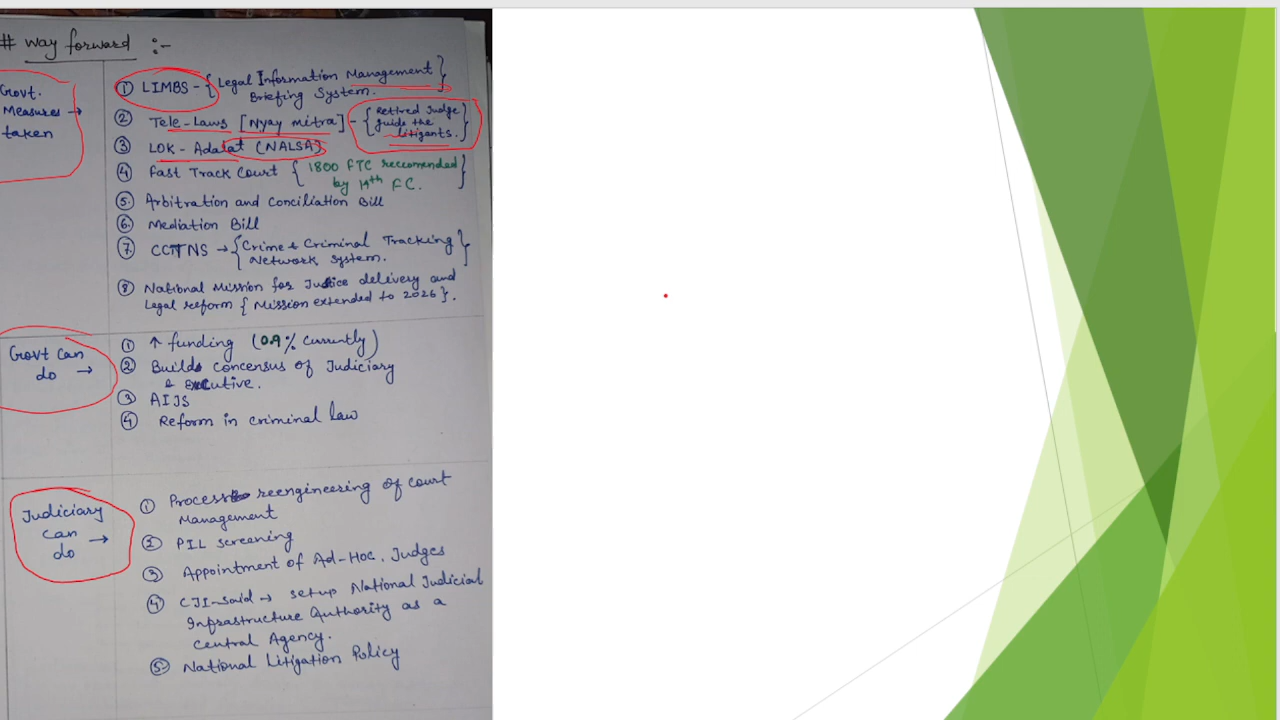 # Way forward :-
Govt.
Measures →
taken
① LIMBS - {Legal Information Management
Briefing System.}
② Tele-Laws [Nyay mitra] - {Retired Judge
guide the
litigants.}
③ LOK-Adalat (NALSA)
④ Fast Track Court {1800 FTC reccomended
by 14th FC.}
⑤ Arbitration and Conciliation Bill
⑥ Mediation Bill
⑦ CCTNS → {Crime & Criminal Tracking
Network System.}
⑧ National Mission for Justice delivery and
Legal reform {Mission extended to 2026}.
Govt can
do →
① ↑ funding (0.9% currently)
② Build concensus of Judiciary
& Excutive.
③ AIJS
④ Reform in criminal law
Judiciary
can
do →
① Process reengineering of court
Management
② PIL screening
③ Appointment of Ad-Hoc. Judges
④ CJI-said → setup National Judicial
Infrastructure Authority as a
Central Agency.
⑤ National Litigation Policy